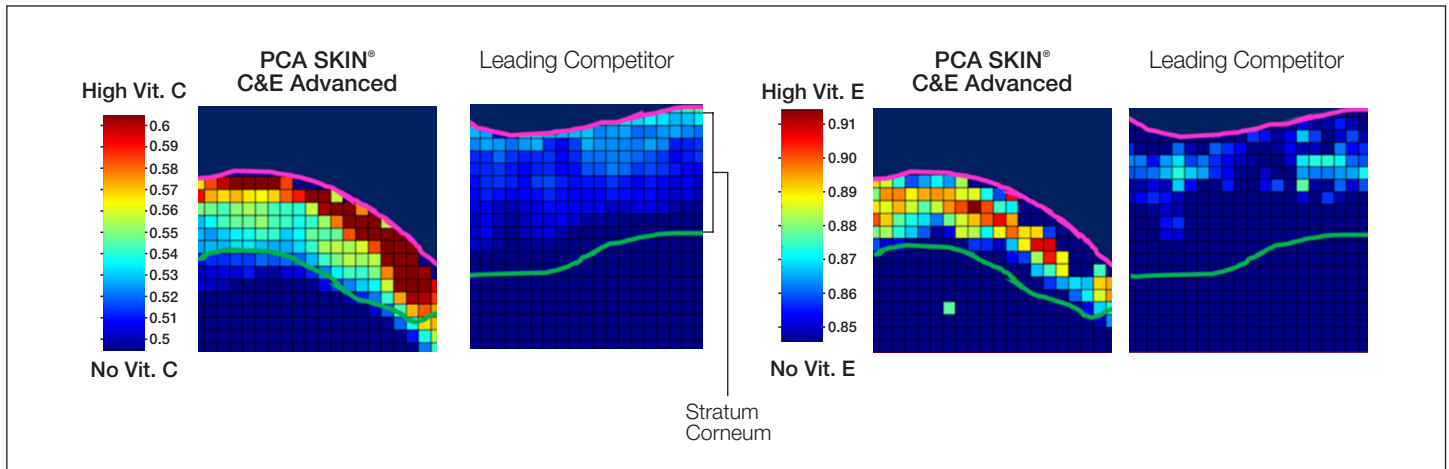 PCA SKIN®
C&E Advanced
Leading Competitor
High Vit. C
0.6
0.58
0.57
0.56
0.55
0.54
0.53
0.52
0.51
0.5
No Vit. C
PCA SKIN®
C&E Advanced
Leading Competitor
High Vit. E
0.91
0.90
0.89
0.88
0.87
0.86
0.85
No Vit. E
Stratum
Corneum